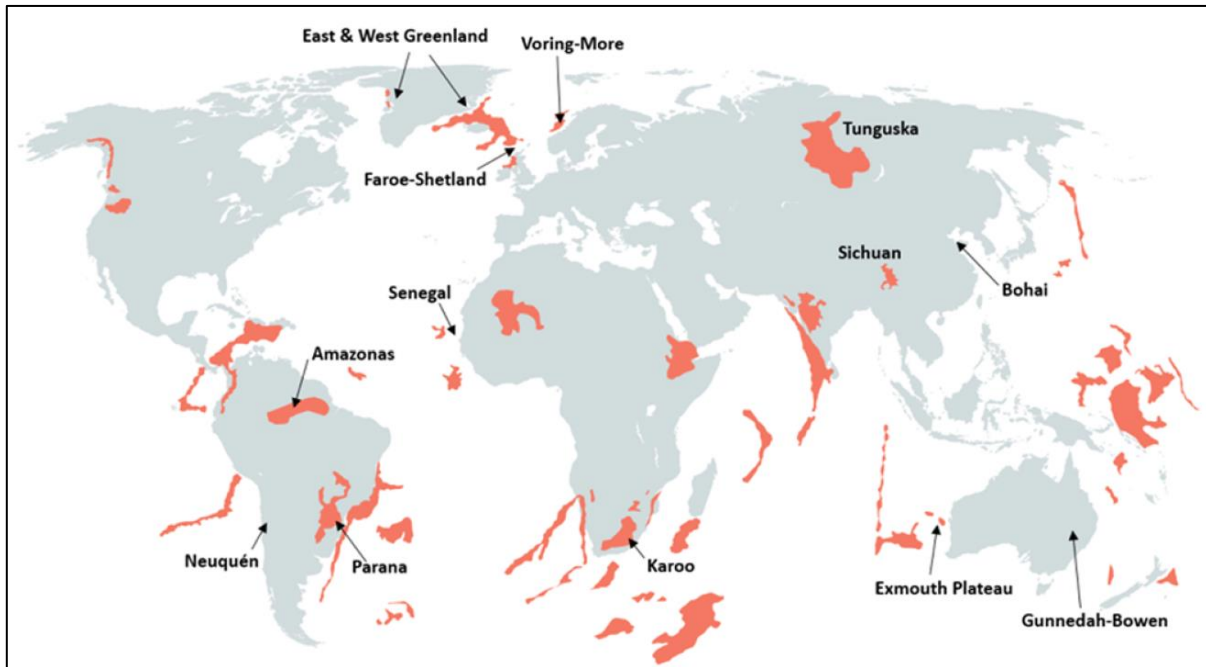 East & West Greenland
Voring-More
Tunguska
Faroe-Shetland
Sichuan
Bohai
Senegal
Amazonas
Neuquén
Parana
Karoo
Exmouth Plateau
Gunnedah-Bowen